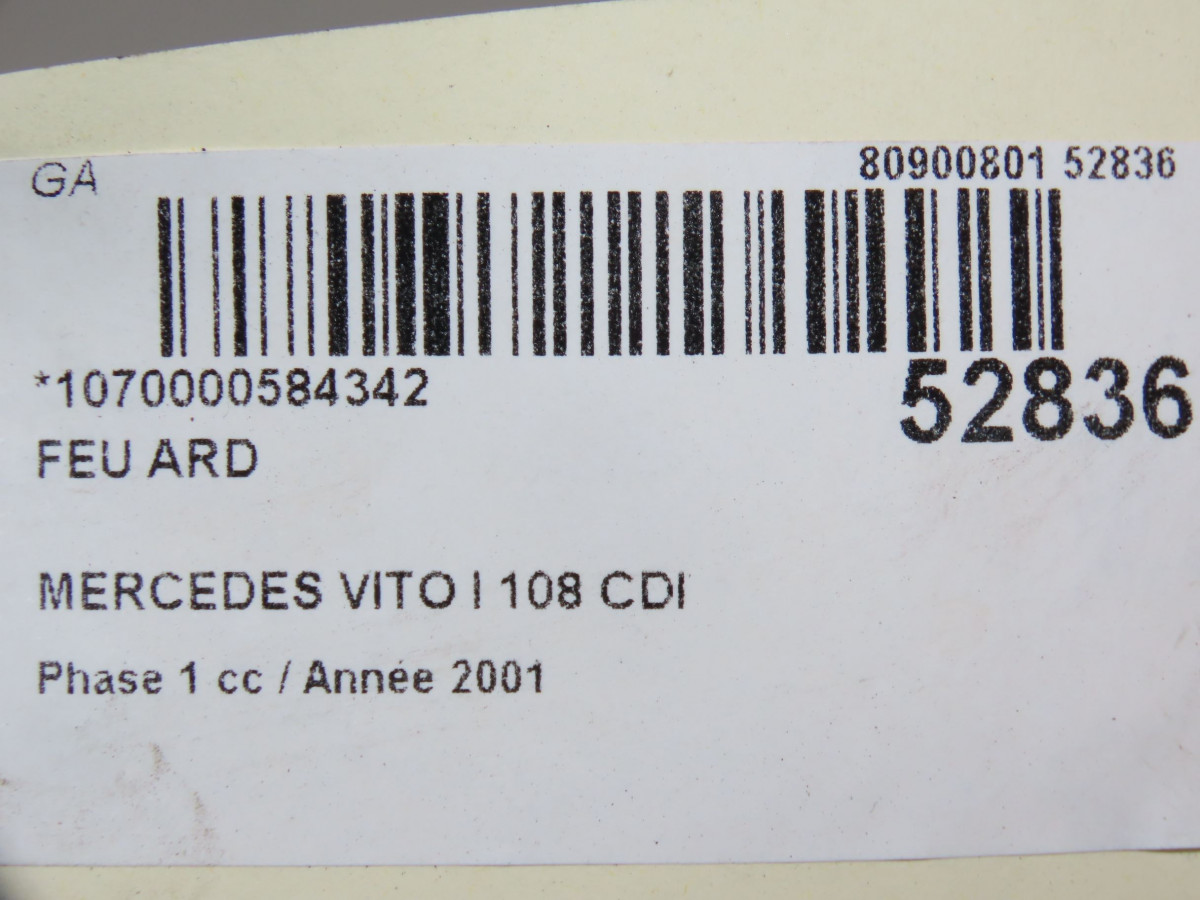 GA
80900801 52836
*1070000584342
52836
FEU ARD
MERCEDES VITO I 108 CDI
Phase 1 cc / Année 2001